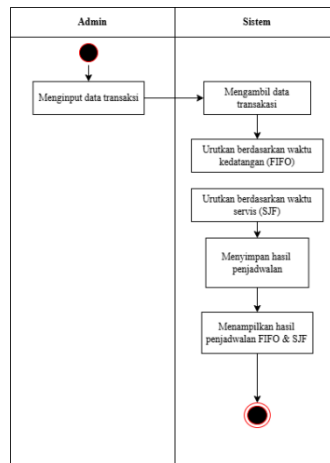 Admin
Sistem
Menginput data transaksi
Mengambil data
transakasi
Urutkan berdasarkan waktu
kedatangan (FIFO)
Urutkan berdasarkan waktu
servis (SJF)
Menyimpan hasil
penjadwalan
Menampilkan hasil
penjadwalan FIFO & SJF